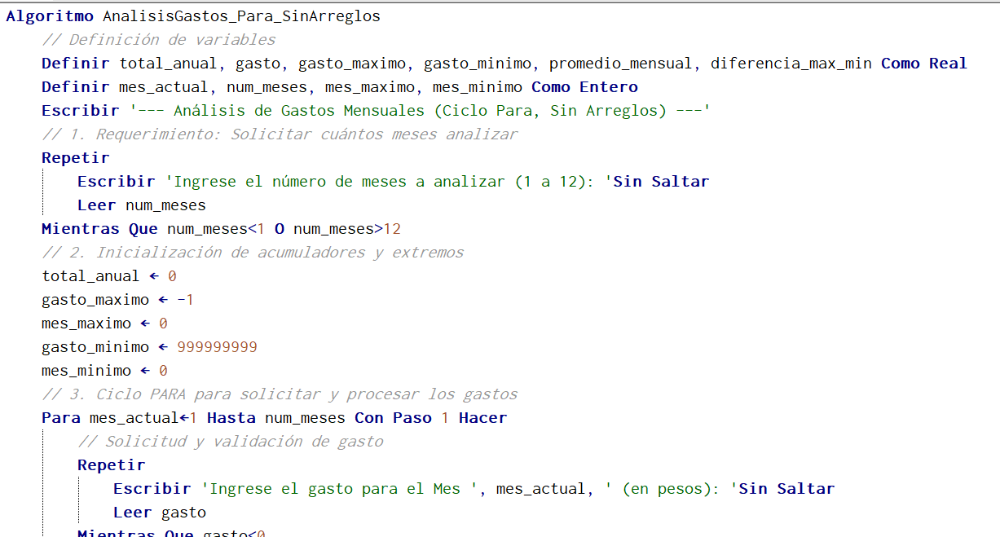 Algoritmo AnalisisGastos_Para_SinArreglos
// Definición de variables
Definir total_anual, gasto, gasto_maximo, gasto_minimo, promedio_mensual, diferencia_max_min Como Real
Definir mes_actual, num_meses, mes_maximo, mes_minimo Como Entero
Escribir '--- Análisis de Gastos Mensuales (Ciclo Para, Sin Arreglos) ---'
// 1. Requerimiento: Solicitar cuántos meses analizar
Repetir
Escribir 'Ingrese el número de meses a analizar (1 a 12): 'Sin Saltar
Leer num_meses
Mientras Que num_meses<1 O num_meses>12
// 2. Inicialización de acumuladores y extremos
total_anual ← 0
gasto_maximo ← -1
mes_maximo ← 0
gasto_minimo ← 999999999
mes_minimo ← 0
// 3. Ciclo PARA para solicitar y procesar los gastos
Para mes_actual←1 Hasta num_meses Con Paso 1 Hacer
// Solicitud y validación de gasto
Repetir
Escribir 'Ingrese el gasto para el Mes ', mes_actual, ' (en pesos): 'Sin Saltar
Leer gasto
Mientras Que gasto<0